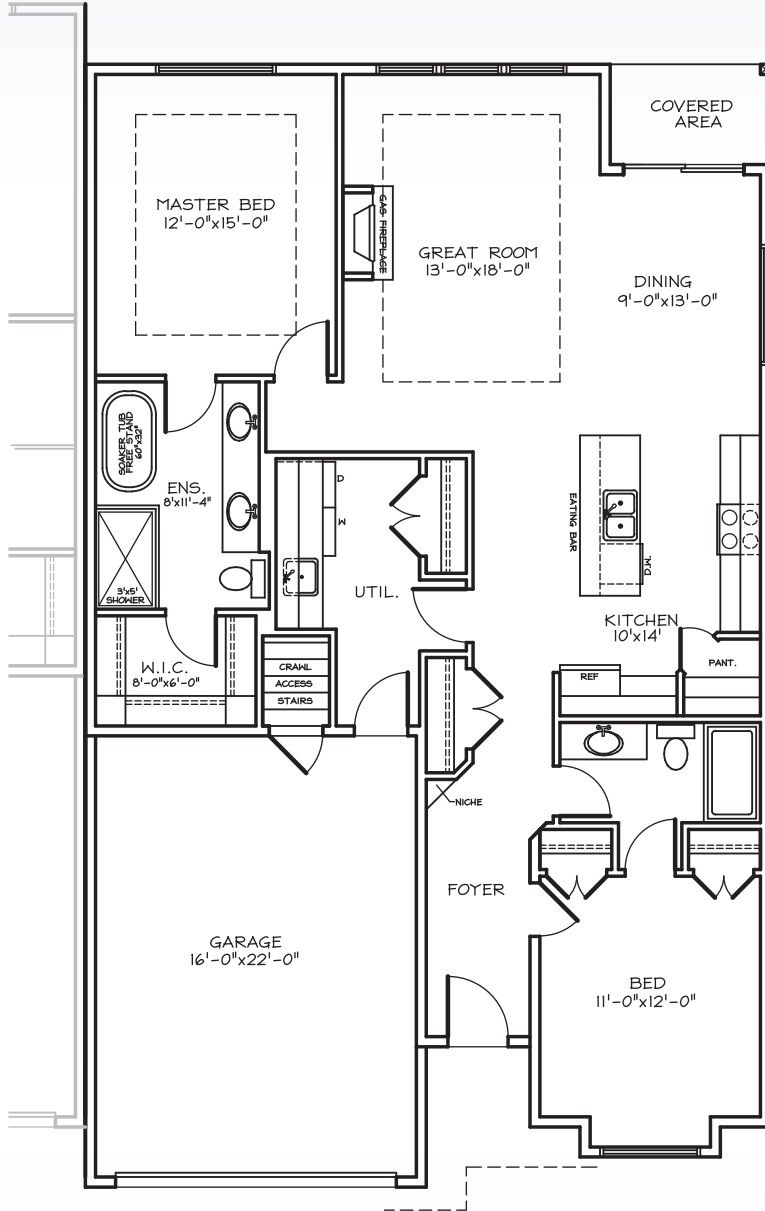 COVERED
AREA
MASTER BED
12'-0"x15'-0"
GAS FIREPLACE
GREAT ROOM
13'-0"x18'-0"
DINING
9'-0"x13'-0"
SOAKER TUB
FREE STAND
60"x32"
ENS.
8'x11'-4"
D
W
EATING BAR
W.D.
3'x5'
SHOWER
UTIL.
KITCHEN
10'x14'
W.I.C.
8'-0"x6'-0"
CRAWL
ACCESS
STAIRS
REF
PANT.
NICHE
FOYER
GARAGE
16'-0"x22'-0"
BED
11'-0"x12'-0"